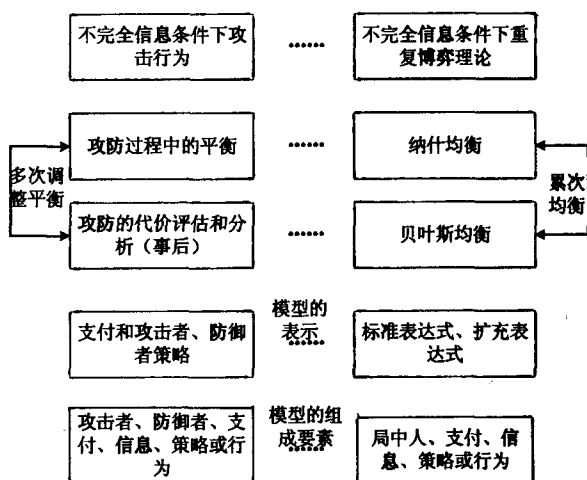 不完全信息条件下攻
击行为
······
不完全信息条件下重
复博弈理论
攻防过程中的平衡
······
纳什均衡
多次调
整平衡
累次
均衡
攻防的代价评估和分
析（事后）
······
贝叶斯均衡
支付和攻击者、防御
者策略
模型的
表示
······
标准表达式、扩充表
达式
攻击者、防御者、支
付、信息、策略或行
为
模型的组
成要素
······
局中人、支付、信
息、策略或行为